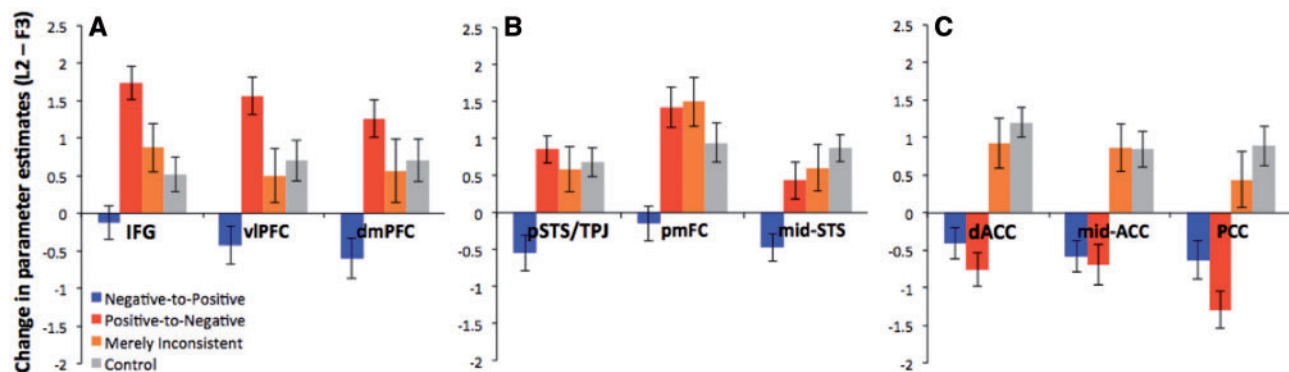 A
B
C
Change in parameter estimates (L2 – F3)
2.5
2
1.5
1
0.5
0
-0.5
-1
-1.5
-2
IFG vlPFC dmPFC
Negative-to-Positive
Positive-to-Negative
Merely Inconsistent
Control
2.5
2
1.5
1
0.5
0
-0.5
-1
-1.5
-2
pSTS/TPJ pmFC mid-STS
2.5
2
1.5
1
0.5
0
-0.5
-1
-1.5
-2
dACC mid-ACC PCC